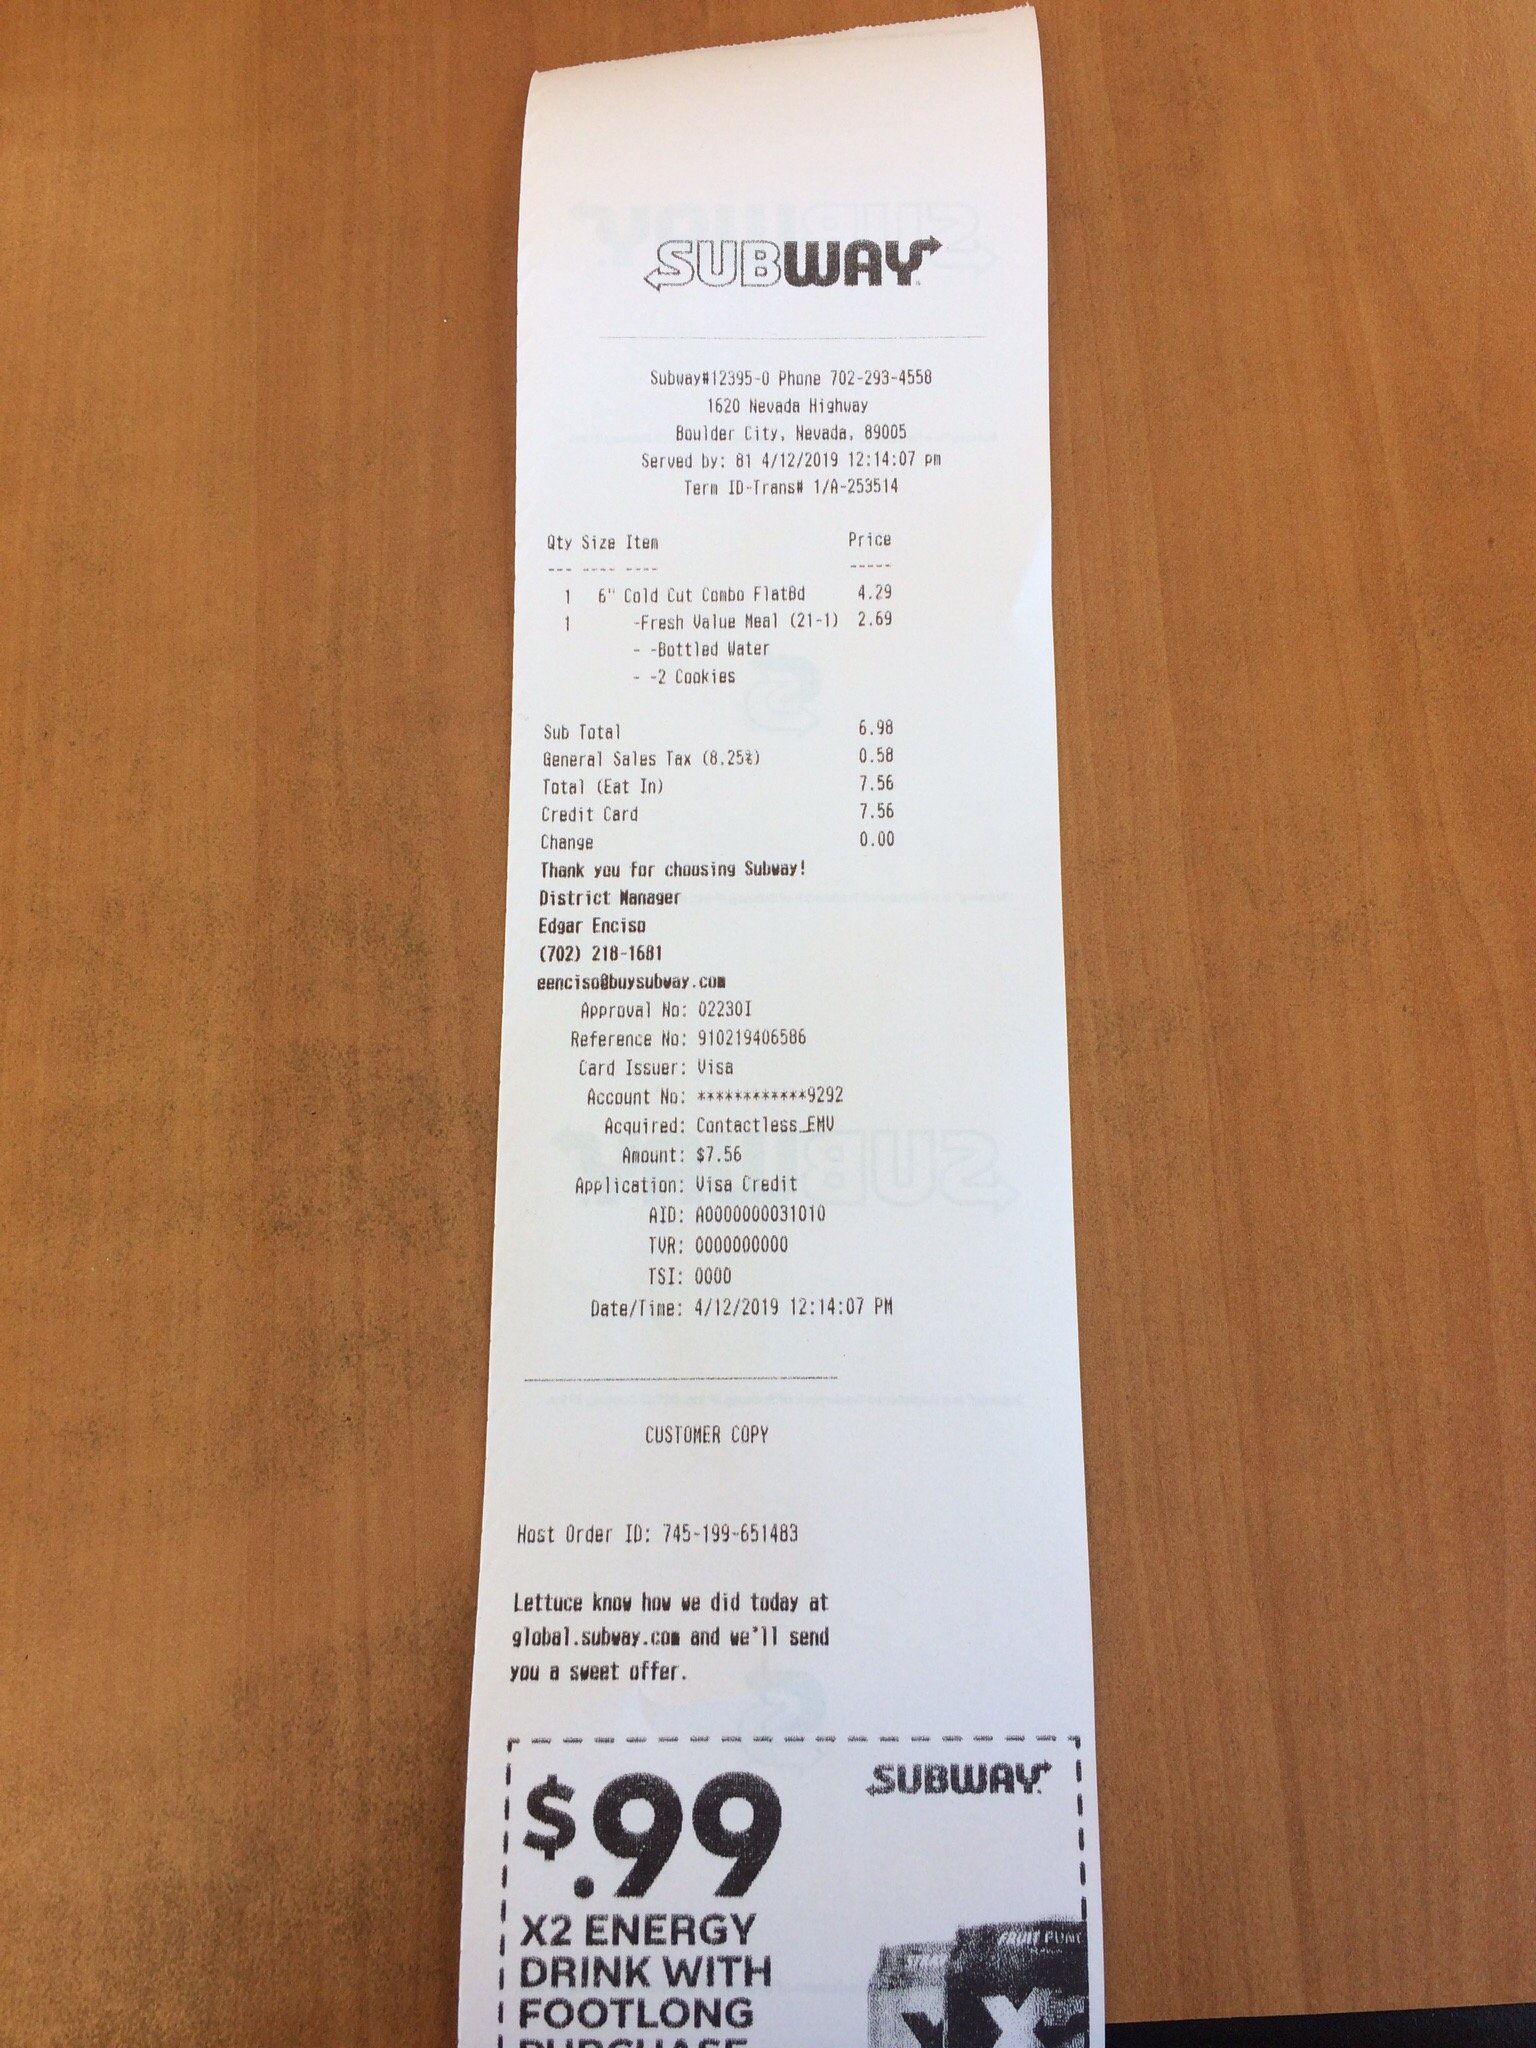 SUBWAY
Subway#12395-0 Phone 702-293-4558
1620 Nevada Highway
Boulder City, Nevada, 89005
Served by: 81 4/12/2019 12:14:07 pm
Term ID-Trans# 1/A-253514
Qty Size Item Price
--- ---- ---- -----
1 6" Cold Cut Combo FlatBd 4.29
1 -Fresh Value Meal (21-1) 2.69
- -Bottled Water
- -2 Cookies
Sub Total 6.98
General Sales Tax (8.25%) 0.58
Total (Eat In) 7.56
Credit Card 7.56
Change 0.00
Thank you for choosing Subway!
District Manager
Edgar Enciso
(702) 218-1681
eenciso@buysubway.com
Approval No: 02230I
Reference No: 910219406586
Card Issuer: Visa
Account No: ************9292
Acquired: Contactless_EMV
Amount: $7.56
Application: Visa Credit
AID: A0000000031010
TVR: 0000000000
TSI: 0000
Date/Time: 4/12/2019 12:14:07 PM
CUSTOMER COPY
Host Order ID: 745-199-651483
Lettuce know how we did today at
global.subway.com and we'll send
you a sweet offer.
SUBWAY
$.99
X2 ENERGY
DRINK WITH
FOOTLONG
PURCHASE